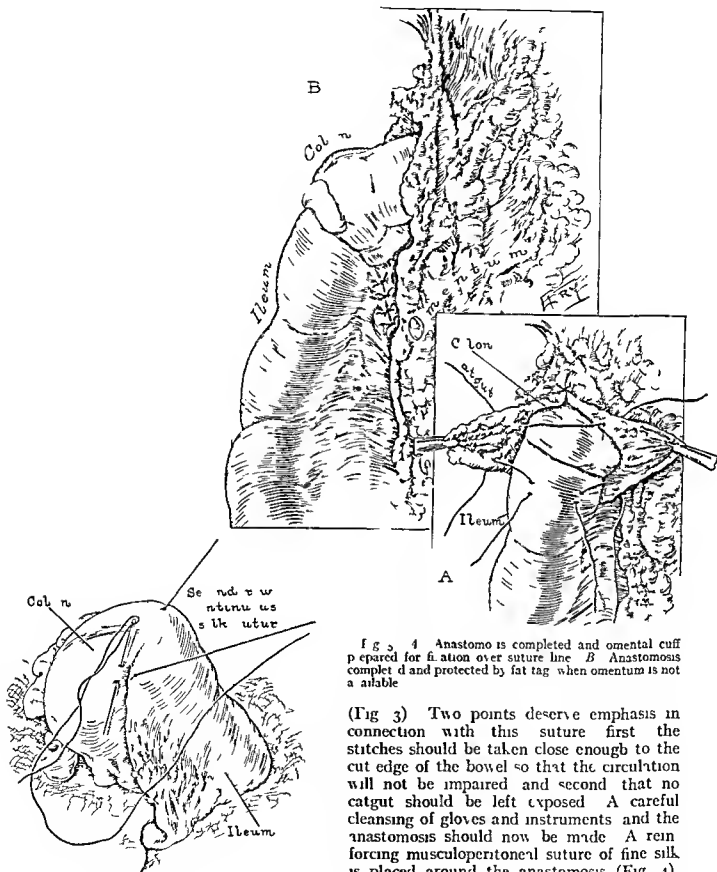 B
Col n
Ileum
mentum
C lon
atgut
Ileum
A
Col n
Se nd r w
ntinu us
s lk utur
Ileum
f g 5 A Anastomo is completed and omental cuff
p epared for fi ation over suture line B Anastomosis
complet d and protected by fat tag when omentum is not
a ailable
(Fig 3) Two points deserve emphasis in
connection with this suture first the
stitches should be taken close enough to the
cut edge of the bowel so that the circulation
will not be impaired and second that no
catgut should be left exposed A careful
cleansing of gloves and instruments and the
anastomosis should now be made A rein
forcing musculoperitoneal suture of fine silk
is placed around the anastomosis (Fig 4)